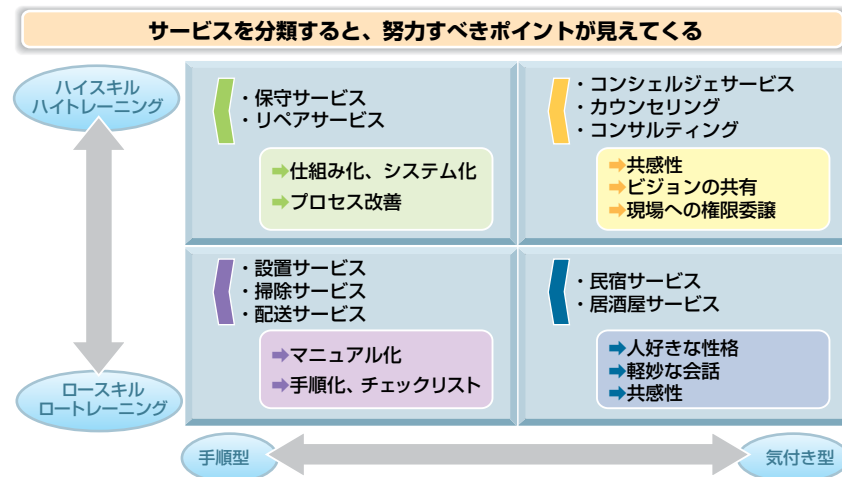 サービスを分類すると、努力すべきポイントが見えてくる
ハイスキル
ハイトレーニング
・保守サービス
・リペアサービス
➡仕組み化、システム化
➡プロセス改善
・コンシェルジェサービス
・カウンセリング
・コンサルティング
➡共感性
➡ビジョンの共有
➡現場への権限委譲
・設置サービス
・掃除サービス
・配送サービス
➡マニュアル化
➡手順化、チェックリスト
・民宿サービス
・居酒屋サービス
➡人好きな性格
➡軽妙な会話
➡共感性
ロースキル
ロートレーニング
手順型
気付き型